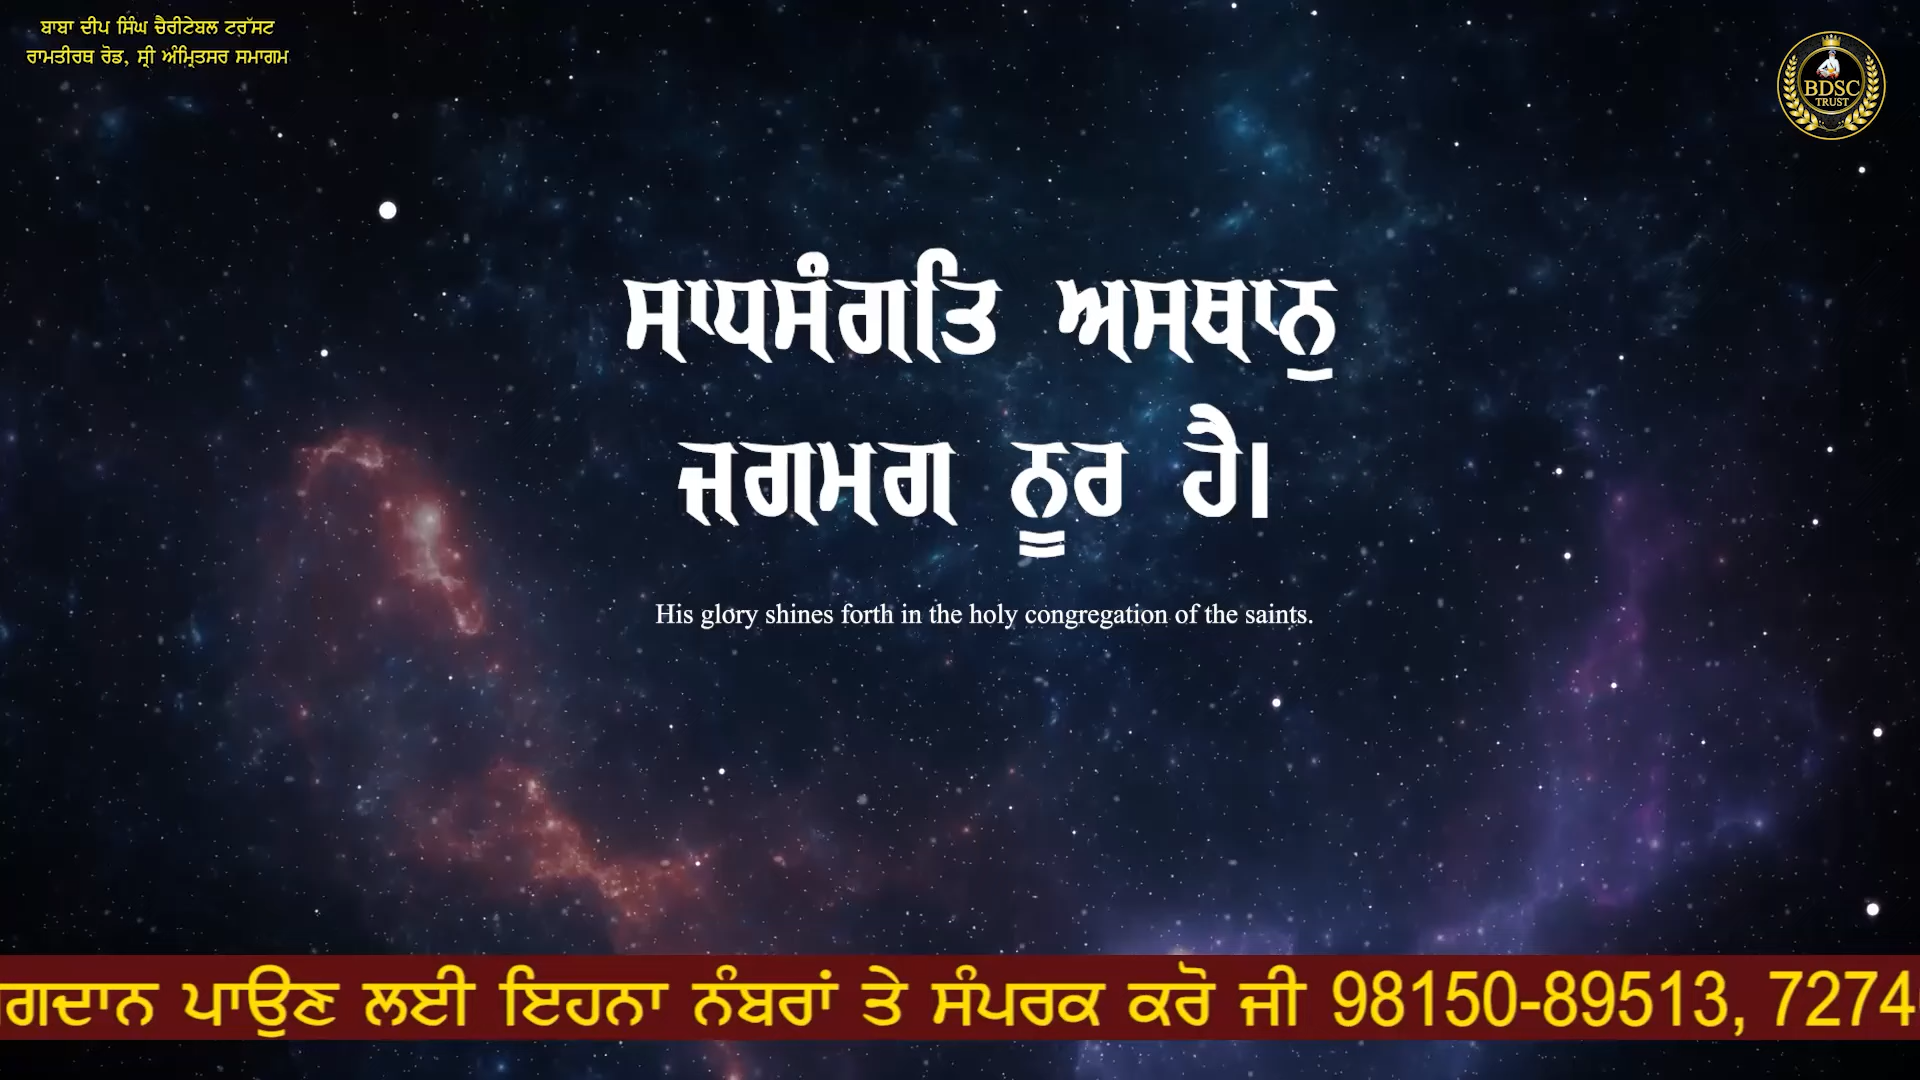 ਬਾਬਾ ਦੀਪ ਸਿੰਘ ਚੈਰੀਟੇਬਲ ਟਰੱਸਟ
ਰਾਮਤੀਰਥ ਰੋਡ, ਸ੍ਰੀ ਅੰਮ੍ਰਿਤਸਰ ਸਮਾਗਮ
BDSC
TRUST
ਸਾਧਸੰਗਤਿ ਅਸਥਾਨੁ
ਜਗਮਗ ਨੂਰ ਹੈ।
His glory shines forth in the holy congregation of the saints.
ਪਾਉਣ ਲਈ ਇਹਨਾ ਨੰਬਰਾਂ ਤੇ ਸੰਪਰਕ ਕਰੋ ਜੀ 98150-89513, 7274